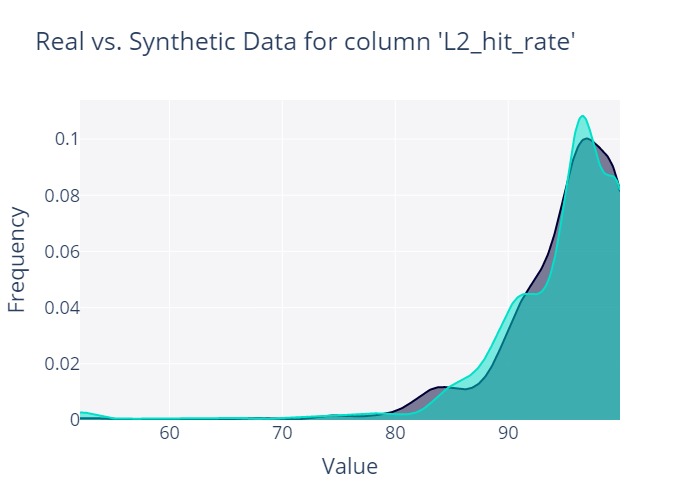 Real vs. Synthetic Data for column 'L2_hit_rate'
0.1
0.08
0.06
0.04
0.02
0
Frequency
60 70 80 90
Value